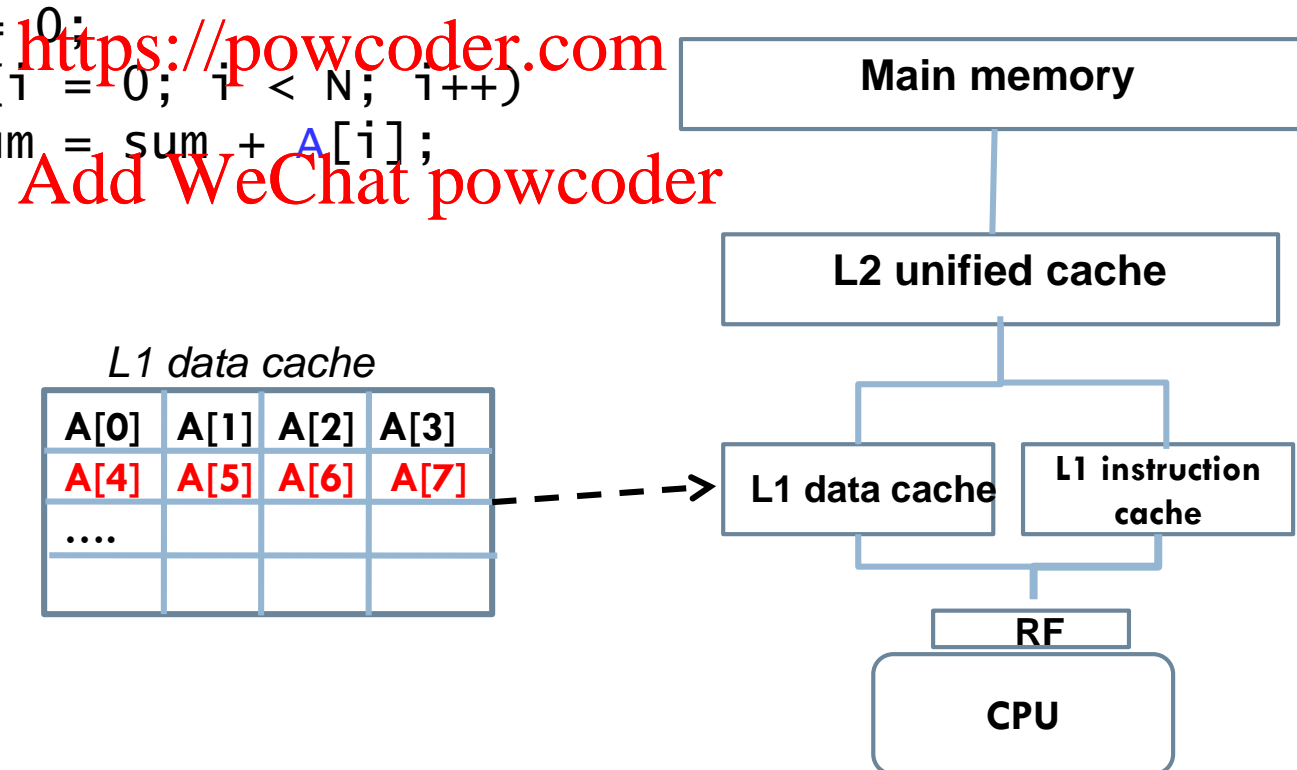 = 0;
https://powcoder.com
i = 0; i < N; i++)
m = sum + A[i];
Add WeChat powcoder
Main memory
L2 unified cache
L1 data cache
A[0] A[1] A[2] A[3]
A[4] A[5] A[6] A[7]
....
L1 data cache
L1 instruction
cache
RF
CPU